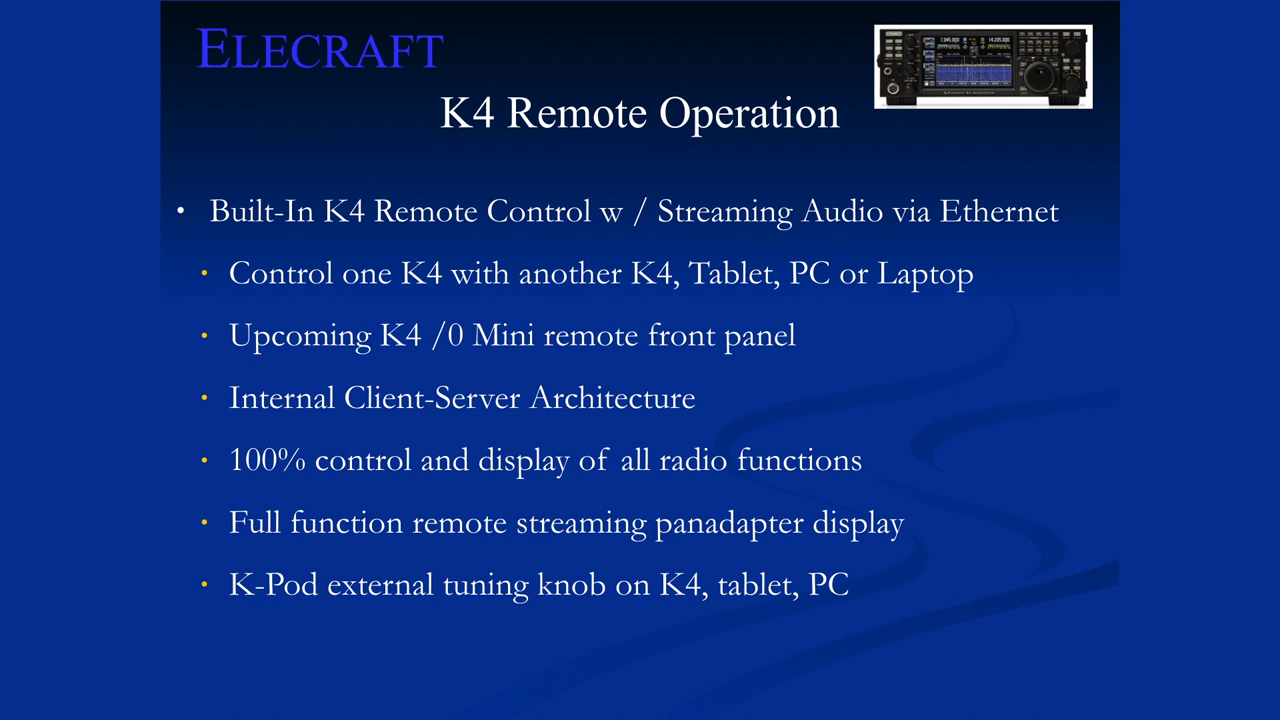 ELECRAFT
K4 Remote Operation
• Built-In K4 Remote Control w / Streaming Audio via Ethernet
• Control one K4 with another K4, Tablet, PC or Laptop
• Upcoming K4 /0 Mini remote front panel
• Internal Client-Server Architecture
• 100% control and display of all radio functions
• Full function remote streaming panadapter display
• K-Pod external tuning knob on K4, tablet, PC